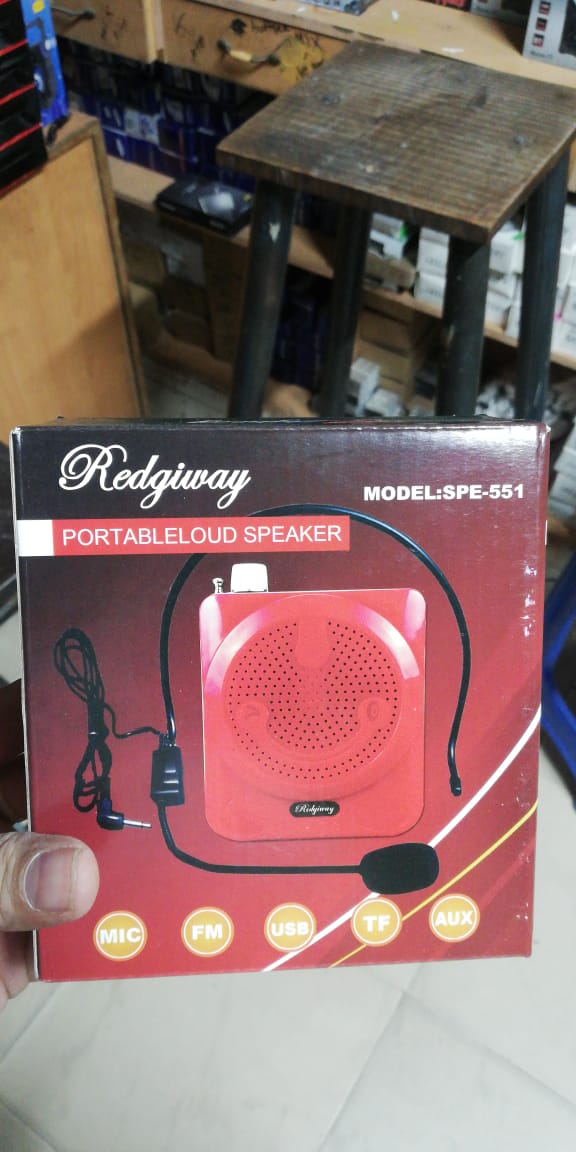 Redgiway
MODEL:SPE-551
PORTABLELOUD SPEAKER
Redgiway
MIC
FM
USB
TF
AUX